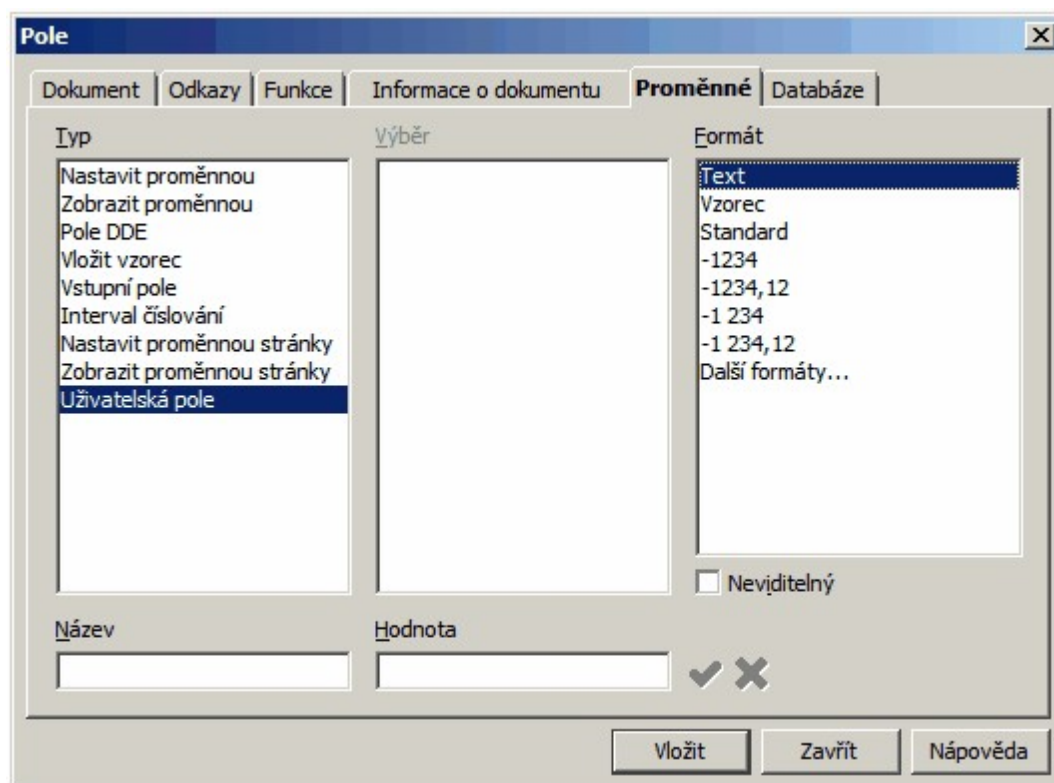 Pole
Dokument Odkazy Funkce Informace o dokumentu Proměnné Databáze
Typ
Nastavit proměnnou
Zobrazit proměnnou
Pole DDE
Vložit vzorec
Vstupní pole
Interval číslování
Nastavit proměnnou stránky
Zobrazit proměnnou stránky
Uživatelská pole
Výběr
Formát
Text
Vzorec
Standard
-1234
-1234,12
-1 234
-1 234,12
Další formáty...
Neviditelný
Název
Hodnota
Vložit Zavřít Nápověda